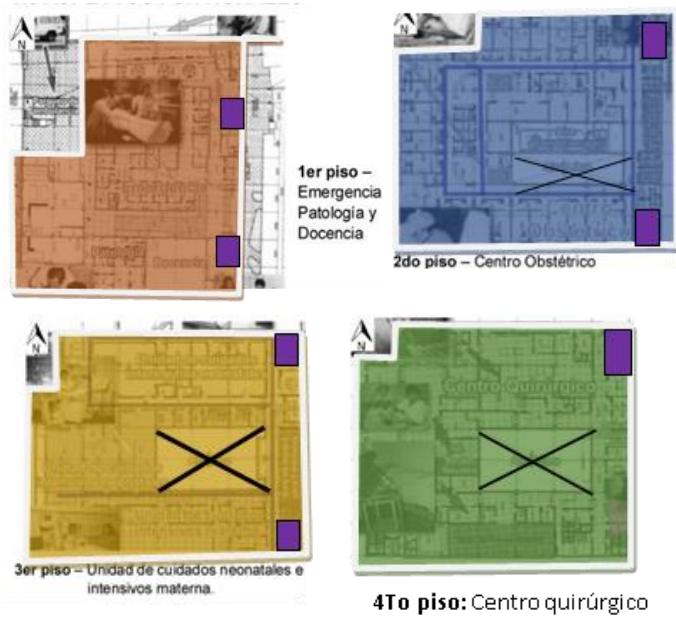 N
N
1er piso –
Emergencia
Patología y
Docencia
2do piso – Centro Obstétrico
N
N
Centro Quirúrgico
3er piso – Unidad de cuidados neonatales e
intensivos materna.
4To piso: Centro quirúrgico